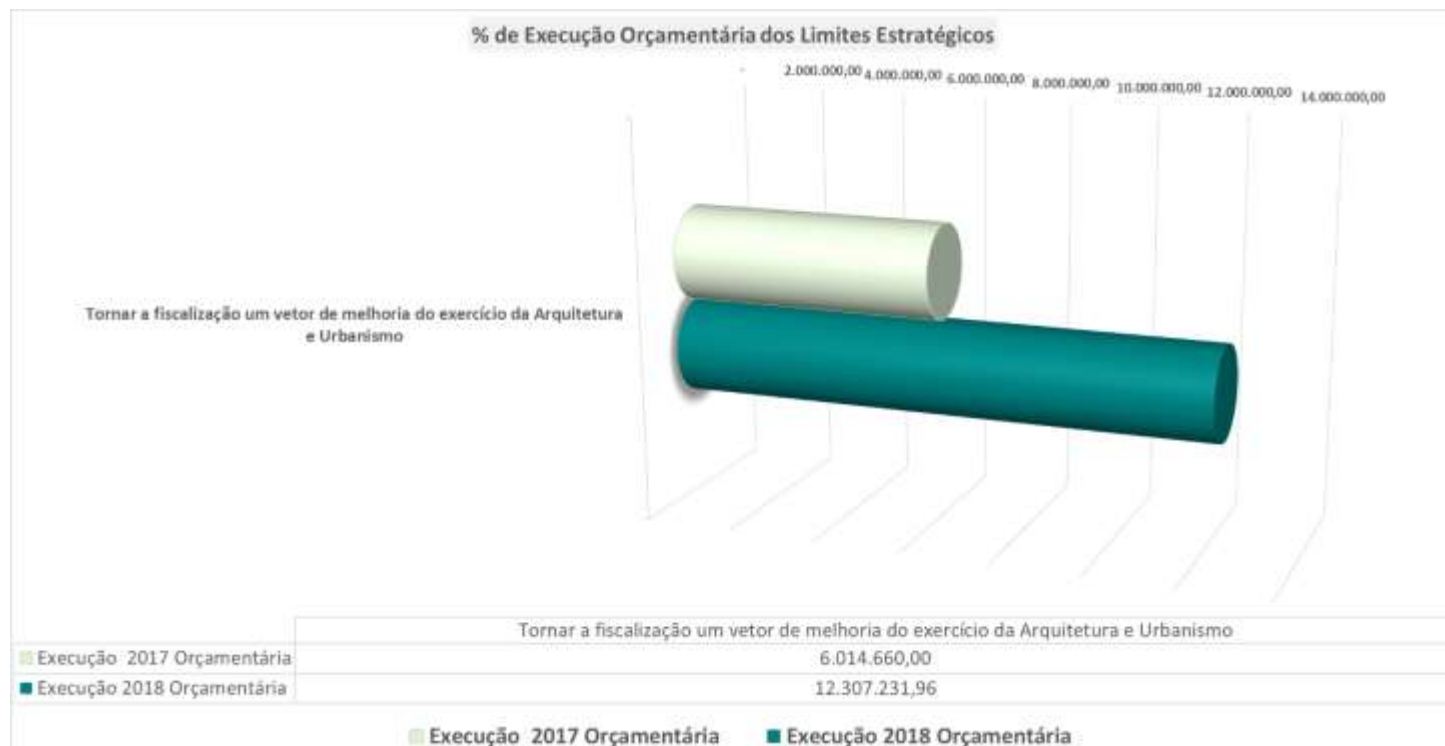 % de Execução Orçamentária dos Limites Estratégicos
- 2.000.000,00 4.000.000,00 6.000.000,00 8.000.000,00 10.000.000,00 12.000.000,00 14.000.000,00
Tornar a fiscalização um vetor de melhoria do exercício da Arquitetura
e Urbanismo
Tornar a fiscalização um vetor de melhoria do exercício da Arquitetura e Urbanismo
Execução 2017 Orçamentária 6.014.660,00
Execução 2018 Orçamentária 12.307.231,96
Execução 2017 Orçamentária Execução 2018 Orçamentária